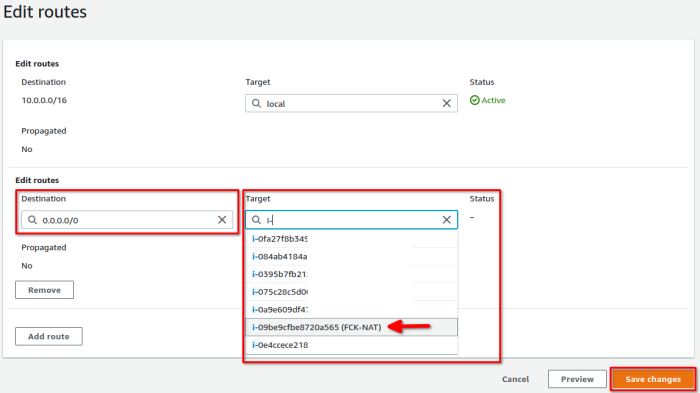 Edit routes
Edit routes
Destination Target Status
10.0.0.0/16 local Active
Propagated
No
Edit routes
Destination Target Status
0.0.0.0/0 I- –
i-0fa27f8b349
Propagated
i-084ab4184a
No
i-0395b7fb21
Remove
i-075c28c5d0
i-0a9e609df47
i-09be9cfbe8720a565 (FCK-NAT)
Add route
i-0e4ccece218
Cancel Preview Save changes